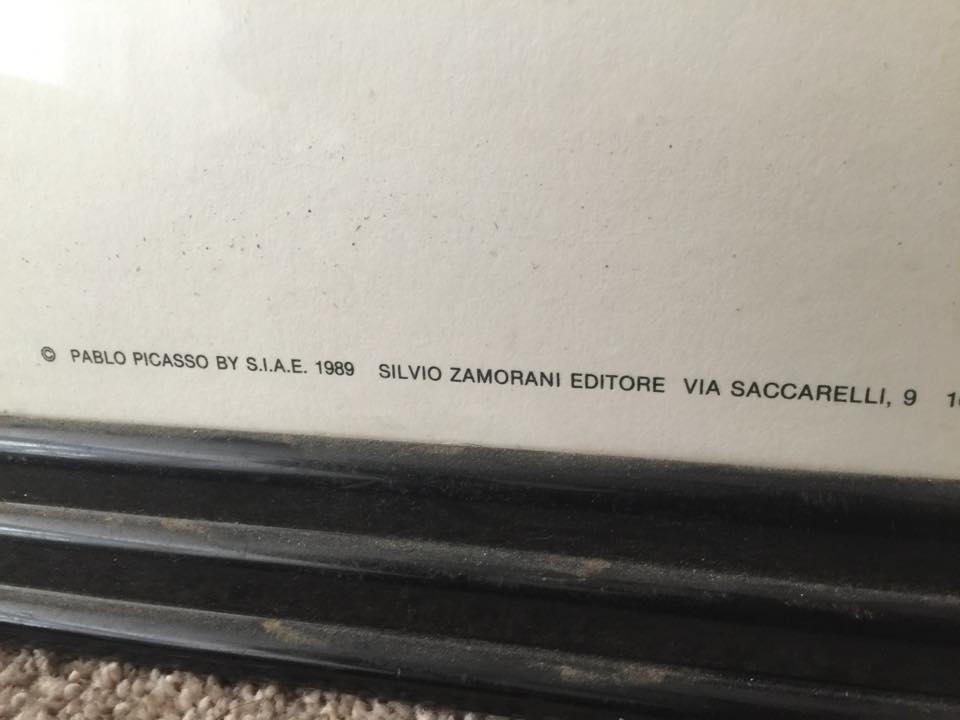 © PABLO PICASSO BY S.I.A.E. 1989 SILVIO ZAMORANI EDITORE VIA SACCARELLI, 9